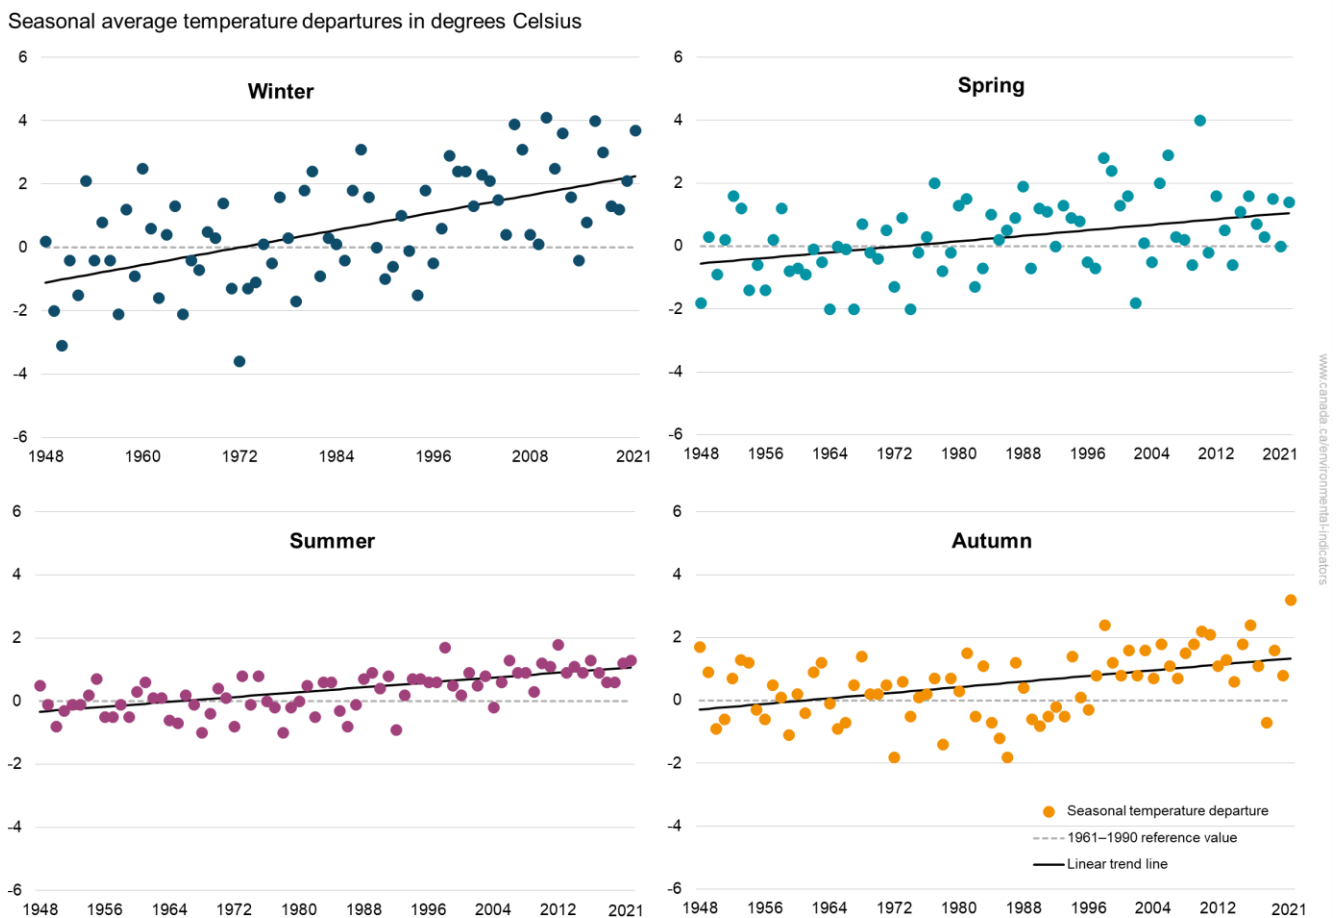 Seasonal average temperature departures in degrees Celsius
Winter
6
4
2
0
-2
-4
-6
1948 1960 1972 1984 1996 2008 2021
Spring
6
4
2
0
-2
-4
-6
1948 1956 1964 1972 1980 1988 1996 2004 2012 2021
Summer
6
4
2
0
-2
-4
-6
1948 1956 1964 1972 1980 1988 1996 2004 2012 2021
Autumn
6
4
2
0
-2
-4
-6
1948 1956 1964 1972 1980 1988 1996 2004 2012 2021
Seasonal temperature departure
1961–1990 reference value
Linear trend line
www.canada.ca/environmental-indicators